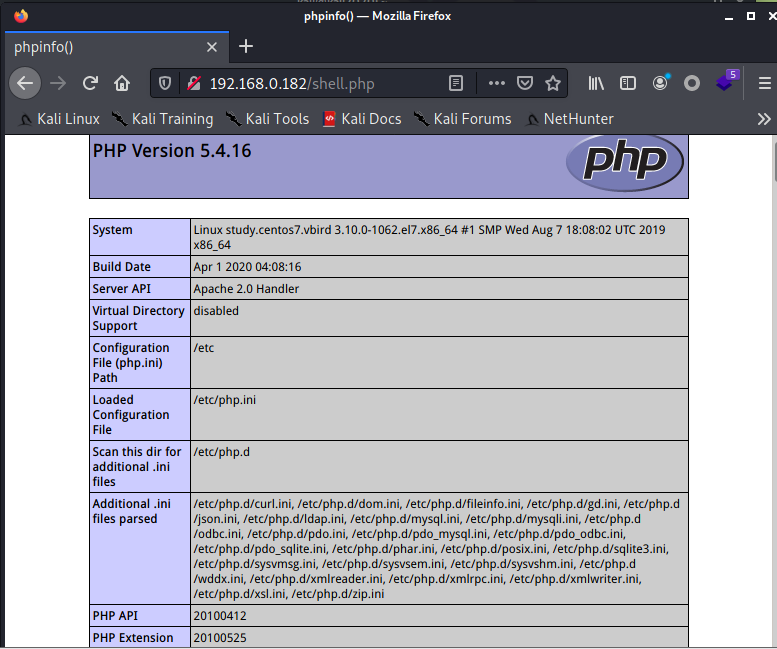 phpinfo() — Mozilla Firefox
phpinfo()
192.168.0.182/shell.php
5
Kali Linux Kali Training Kali Tools Kali Docs Kali Forums NetHunter
PHP Version 5.4.16
php
System
Linux study.centos7.vbird 3.10.0-1062.el7.x86_64 #1 SMP Wed Aug 7 18:08:02 UTC 2019
x86_64
Build Date
Apr 1 2020 04:08:16
Server API
Apache 2.0 Handler
Virtual Directory
Support
disabled
Configuration
File (php.ini)
Path
/etc
Loaded
Configuration
File
/etc/php.ini
Scan this dir for
additional .ini
files
/etc/php.d
Additional .ini
files parsed
/etc/php.d/curl.ini, /etc/php.d/dom.ini, /etc/php.d/fileinfo.ini, /etc/php.d/gd.ini, /etc/php.d
/json.ini, /etc/php.d/ldap.ini, /etc/php.d/mysql.ini, /etc/php.d/mysqli.ini, /etc/php.d
/odbc.ini, /etc/php.d/pdo.ini, /etc/php.d/pdo_mysql.ini, /etc/php.d/pdo_odbc.ini,
/etc/php.d/pdo_sqlite.ini, /etc/php.d/phar.ini, /etc/php.d/posix.ini, /etc/php.d/sqlite3.ini,
/etc/php.d/sysvmsg.ini, /etc/php.d/sysvsem.ini, /etc/php.d/sysvshm.ini, /etc/php.d
/wddx.ini, /etc/php.d/xmlreader.ini, /etc/php.d/xmlrpc.ini, /etc/php.d/xmlwriter.ini,
/etc/php.d/xsl.ini, /etc/php.d/zip.ini
PHP API
20100412
PHP Extension
20100525